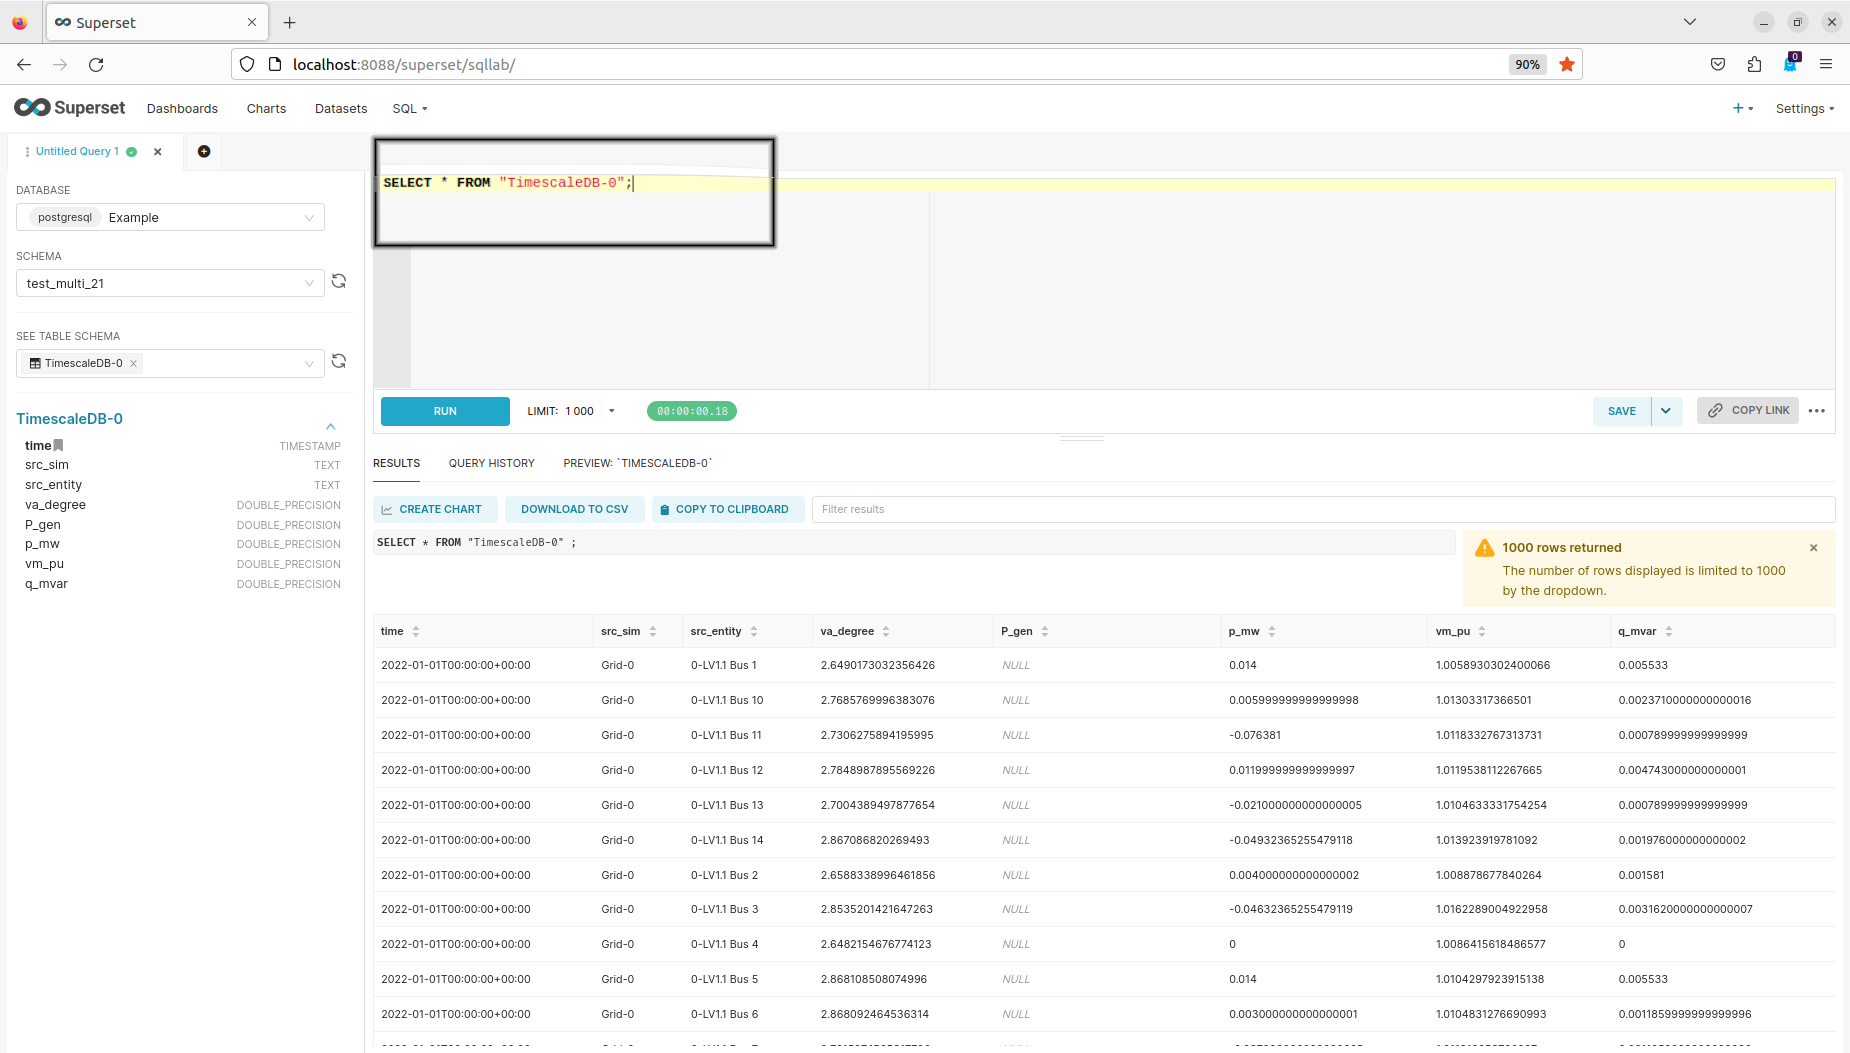 Superset
localhost:8088/superset/sqllab/
90%
0
Superset Dashboards Charts Datasets SQL
+ Settings
Untitled Query 1
DATABASE
postgresql Example
SCHEMA
test_multi_21
SEE TABLE SCHEMA
TimescaleDB-0
TimescaleDB-0
time TIMESTAMP
src_sim TEXT
src_entity TEXT
va_degree DOUBLE_PRECISION
P_gen DOUBLE_PRECISION
p_mw DOUBLE_PRECISION
vm_pu DOUBLE_PRECISION
q_mvar DOUBLE_PRECISION
SELECT * FROM "TimescaleDB-0";
RUN LIMIT: 1 000 00:00:00.18 SAVE COPY LINK
RESULTS QUERY HISTORY PREVIEW: `TIMESCALEDB-0`
CREATE CHART DOWNLOAD TO CSV COPY TO CLIPBOARD Filter results
SELECT * FROM "TimescaleDB-0" ;
1000 rows returned
The number of rows displayed is limited to 1000
by the dropdown.
time src_sim src_entity va_degree P_gen p_mw vm_pu q_mvar
2022-01-01T00:00:00+00:00 Grid-0 0-LV1.1 Bus 1 2.6490173032356426 NULL 0.014 1.0058930302400066 0.005533
2022-01-01T00:00:00+00:00 Grid-0 0-LV1.1 Bus 10 2.7685769996383076 NULL 0.005999999999999998 1.01303317366501 0.0023710000000000016
2022-01-01T00:00:00+00:00 Grid-0 0-LV1.1 Bus 11 2.7306275894195995 NULL -0.076381 1.0118332767313731 0.000789999999999999
2022-01-01T00:00:00+00:00 Grid-0 0-LV1.1 Bus 12 2.7848987895569226 NULL 0.011999999999999997 1.0119538112267665 0.004743000000000001
2022-01-01T00:00:00+00:00 Grid-0 0-LV1.1 Bus 13 2.7004389497877654 NULL -0.021000000000000005 1.0104633331754254 0.000789999999999999
2022-01-01T00:00:00+00:00 Grid-0 0-LV1.1 Bus 14 2.867086820269493 NULL -0.04932365255479118 1.013923919781092 0.001976000000000002
2022-01-01T00:00:00+00:00 Grid-0 0-LV1.1 Bus 2 2.6588338996461856 NULL 0.004000000000000002 1.008878677840264 0.001581
2022-01-01T00:00:00+00:00 Grid-0 0-LV1.1 Bus 3 2.8535201421647263 NULL -0.04632365255479119 1.0162289004922958 0.0031620000000000007
2022-01-01T00:00:00+00:00 Grid-0 0-LV1.1 Bus 4 2.6482154676774123 NULL 0 1.0086415618486577 0
2022-01-01T00:00:00+00:00 Grid-0 0-LV1.1 Bus 5 2.868108508074996 NULL 0.014 1.0104297923915138 0.005533
2022-01-01T00:00:00+00:00 Grid-0 0-LV1.1 Bus 6 2.868092464536314 NULL 0.003000000000000001 1.0104831276690993 0.0011859999999999996